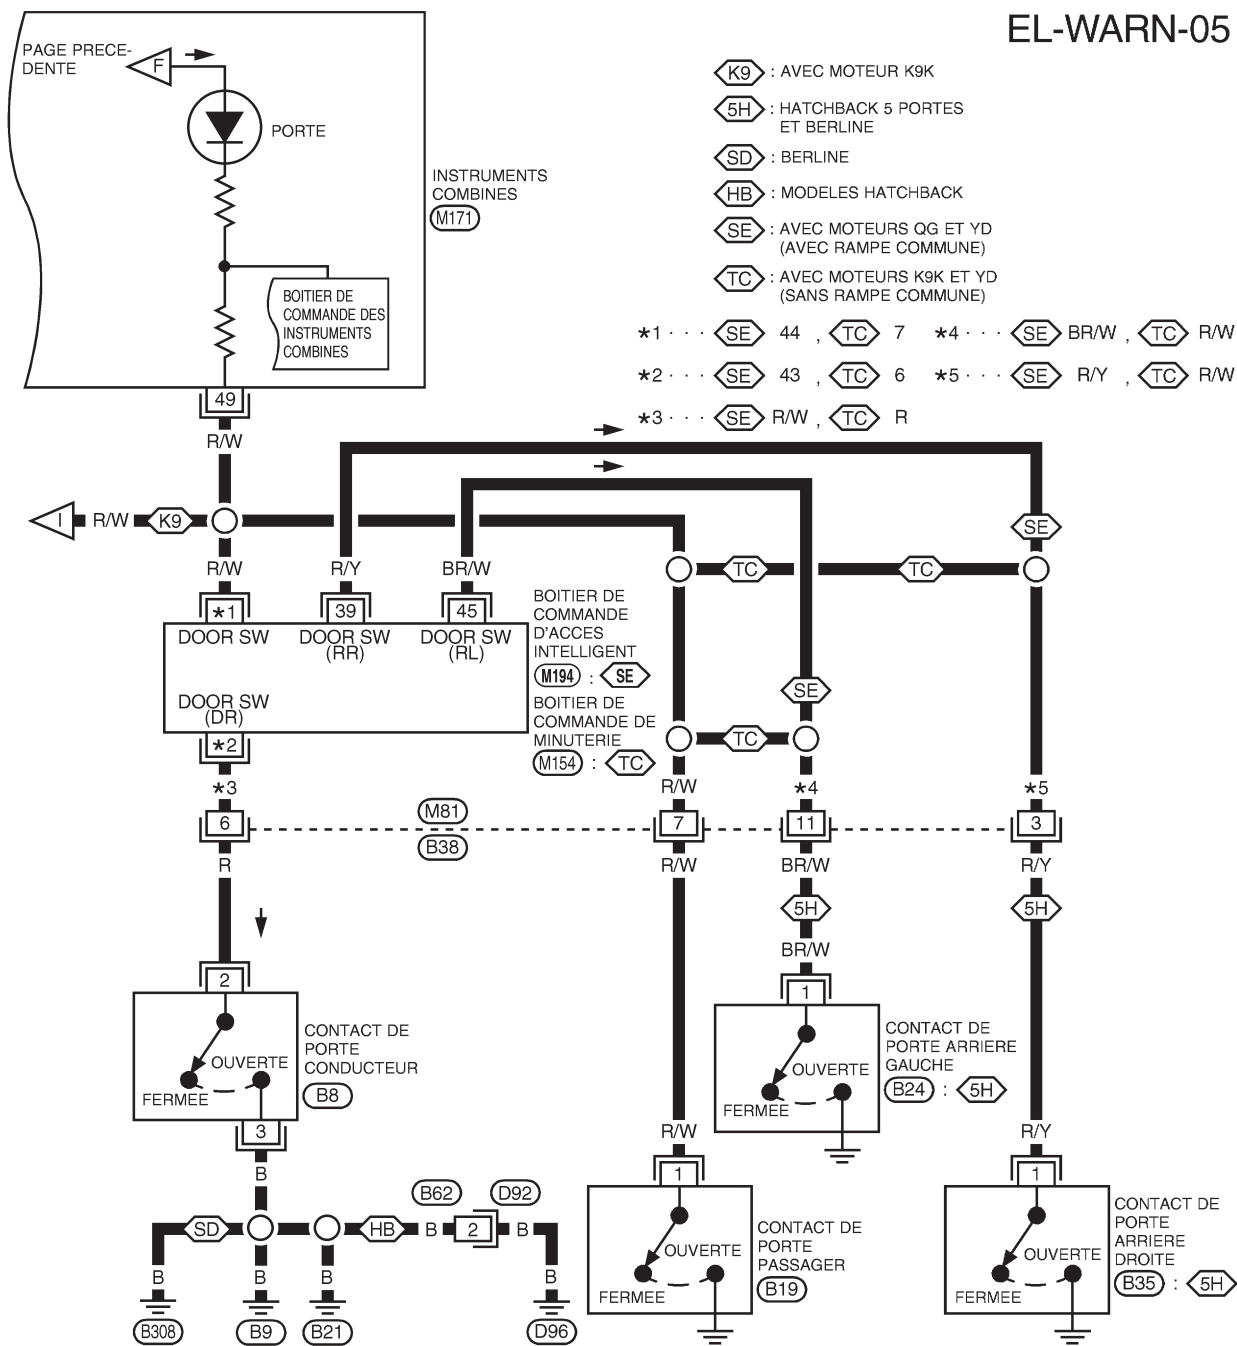 EL-WARN-05
PAGE PRECE-
DENTE
F
PORTE
INSTRUMENTS
COMBINES
M171
BOITIER DE
COMMANDE DES
INSTRUMENTS
COMBINES
49
R/W
K9 : AVEC MOTEUR K9K
5H : HATCHBACK 5 PORTES
ET BERLINE
SD : BERLINE
HB : MODELES HATCHBACK
SE : AVEC MOTEURS QG ET YD
(AVEC RAMPE COMMUNE)
TC : AVEC MOTEURS K9K ET YD
(SANS RAMPE COMMUNE)
*1 · · · SE 44 , TC 7 *4 · · · SE BR/W , TC R/W
*2 · · · SE 43 , TC 6 *5 · · · SE R/Y , TC R/W
*3 · · · SE R/W , TC R
I R/W K9
SE
R/W R/Y BR/W TC TC
*1 39 45
DOOR SW DOOR SW DOOR SW
(RR) (RL)
DOOR SW
(DR)
*2
BOITIER DE
COMMANDE
D'ACCES
INTELLIGENT
M194 : SE
BOITIER DE
COMMANDE DE
MINUTERIE
M154 : TC
SE
TC
*3 R/W *4 *5
M81
6 7 11 3
B38
R R/W BR/W R/Y
5H 5H
BR/W
2
CONTACT DE
PORTE
CONDUCTEUR
B8
OUVERTE
FERMEE
3
B
1
CONTACT DE
PORTE ARRIERE
GAUCHE
B24 : 5H
OUVERTE
FERMEE
R/W R/Y
1
CONTACT DE
PORTE
PASSAGER
B19
OUVERTE
FERMEE
1
CONTACT DE
PORTE
ARRIERE
DROITE
B35 : 5H
OUVERTE
FERMEE
B62 D92
SD HB B 2 B
B B B B
B308 B9 B21 D96